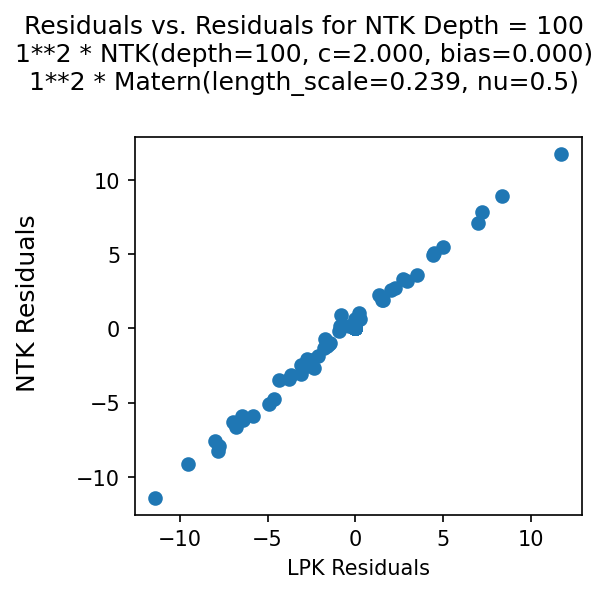 Residuals vs. Residuals for NTK Depth = 100
1**2 * NTK(depth=100, c=2.000, bias=0.000)
1**2 * Matern(length_scale=0.239, nu=0.5)
10
5
0
−5
−10
NTK Residuals
−10 −5 0 5 10
LPK Residuals